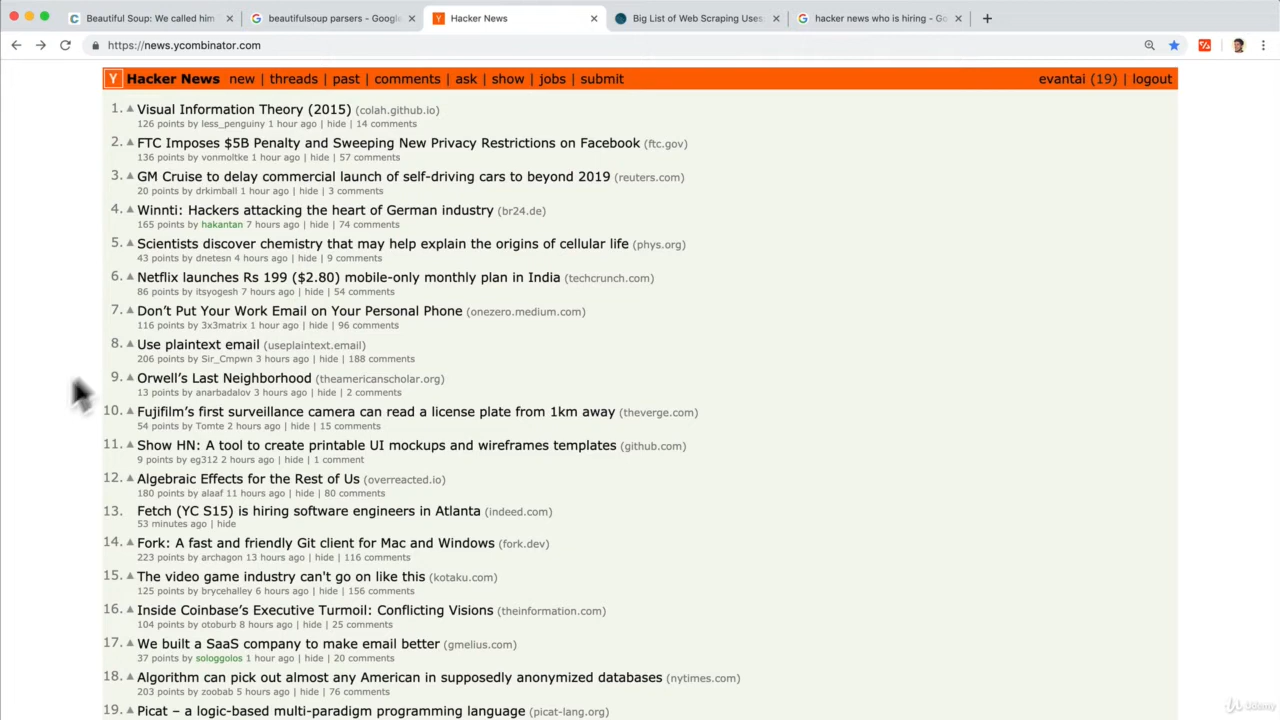 Beautiful Soup: We called him
beautifulsoup parsers - Google
Hacker News
Big List of Web Scraping Uses
hacker news who is hiring - Go
https://news.ycombinator.com
Y Hacker News new | threads | past | comments | ask | show | jobs | submit evantai (19) | logout
1. Visual Information Theory (2015) (colah.github.io)
126 points by less_penguiny 1 hour ago | hide | 14 comments
2. FTC Imposes $5B Penalty and Sweeping New Privacy Restrictions on Facebook (ftc.gov)
136 points by vonmoltke 1 hour ago | hide | 57 comments
3. GM Cruise to delay commercial launch of self-driving cars to beyond 2019 (reuters.com)
20 points by drkimball 1 hour ago | hide | 3 comments
4. Winnti: Hackers attacking the heart of German industry (br24.de)
165 points by hakantan 7 hours ago | hide | 74 comments
5. Scientists discover chemistry that may help explain the origins of cellular life (phys.org)
43 points by dnetesn 4 hours ago | hide | 9 comments
6. Netflix launches Rs 199 ($2.80) mobile-only monthly plan in India (techcrunch.com)
86 points by itsyogesh 7 hours ago | hide | 54 comments
7. Don’t Put Your Work Email on Your Personal Phone (onezero.medium.com)
116 points by 3x3matrix 1 hour ago | hide | 96 comments
8. Use plaintext email (useplaintext.email)
206 points by Sir_Cmpwn 3 hours ago | hide | 188 comments
9. Orwell’s Last Neighborhood (theamericanscholar.org)
13 points by anarbadalov 3 hours ago | hide | 2 comments
10. Fujifilm’s first surveillance camera can read a license plate from 1km away (theverge.com)
54 points by Tomte 2 hours ago | hide | 15 comments
11. Show HN: A tool to create printable UI mockups and wireframes templates (github.com)
9 points by eg312 2 hours ago | hide | 1 comment
12. Algebraic Effects for the Rest of Us (overreacted.io)
180 points by alaaf 11 hours ago | hide | 80 comments
13. Fetch (YC S15) is hiring software engineers in Atlanta (indeed.com)
53 minutes ago | hide
14. Fork: A fast and friendly Git client for Mac and Windows (fork.dev)
223 points by archagon 13 hours ago | hide | 116 comments
15. The video game industry can't go on like this (kotaku.com)
125 points by brycehalley 6 hours ago | hide | 156 comments
16. Inside Coinbase’s Executive Turmoil: Conflicting Visions (theinformation.com)
104 points by otoburb 8 hours ago | hide | 25 comments
17. We built a SaaS company to make email better (gmelius.com)
37 points by sologgolos 1 hour ago | hide | 20 comments
18. Algorithm can pick out almost any American in supposedly anonymized databases (nytimes.com)
203 points by zoobab 5 hours ago | hide | 76 comments
19. Picat – a logic-based multi-paradigm programming language (picat-lang.org)
Udemy